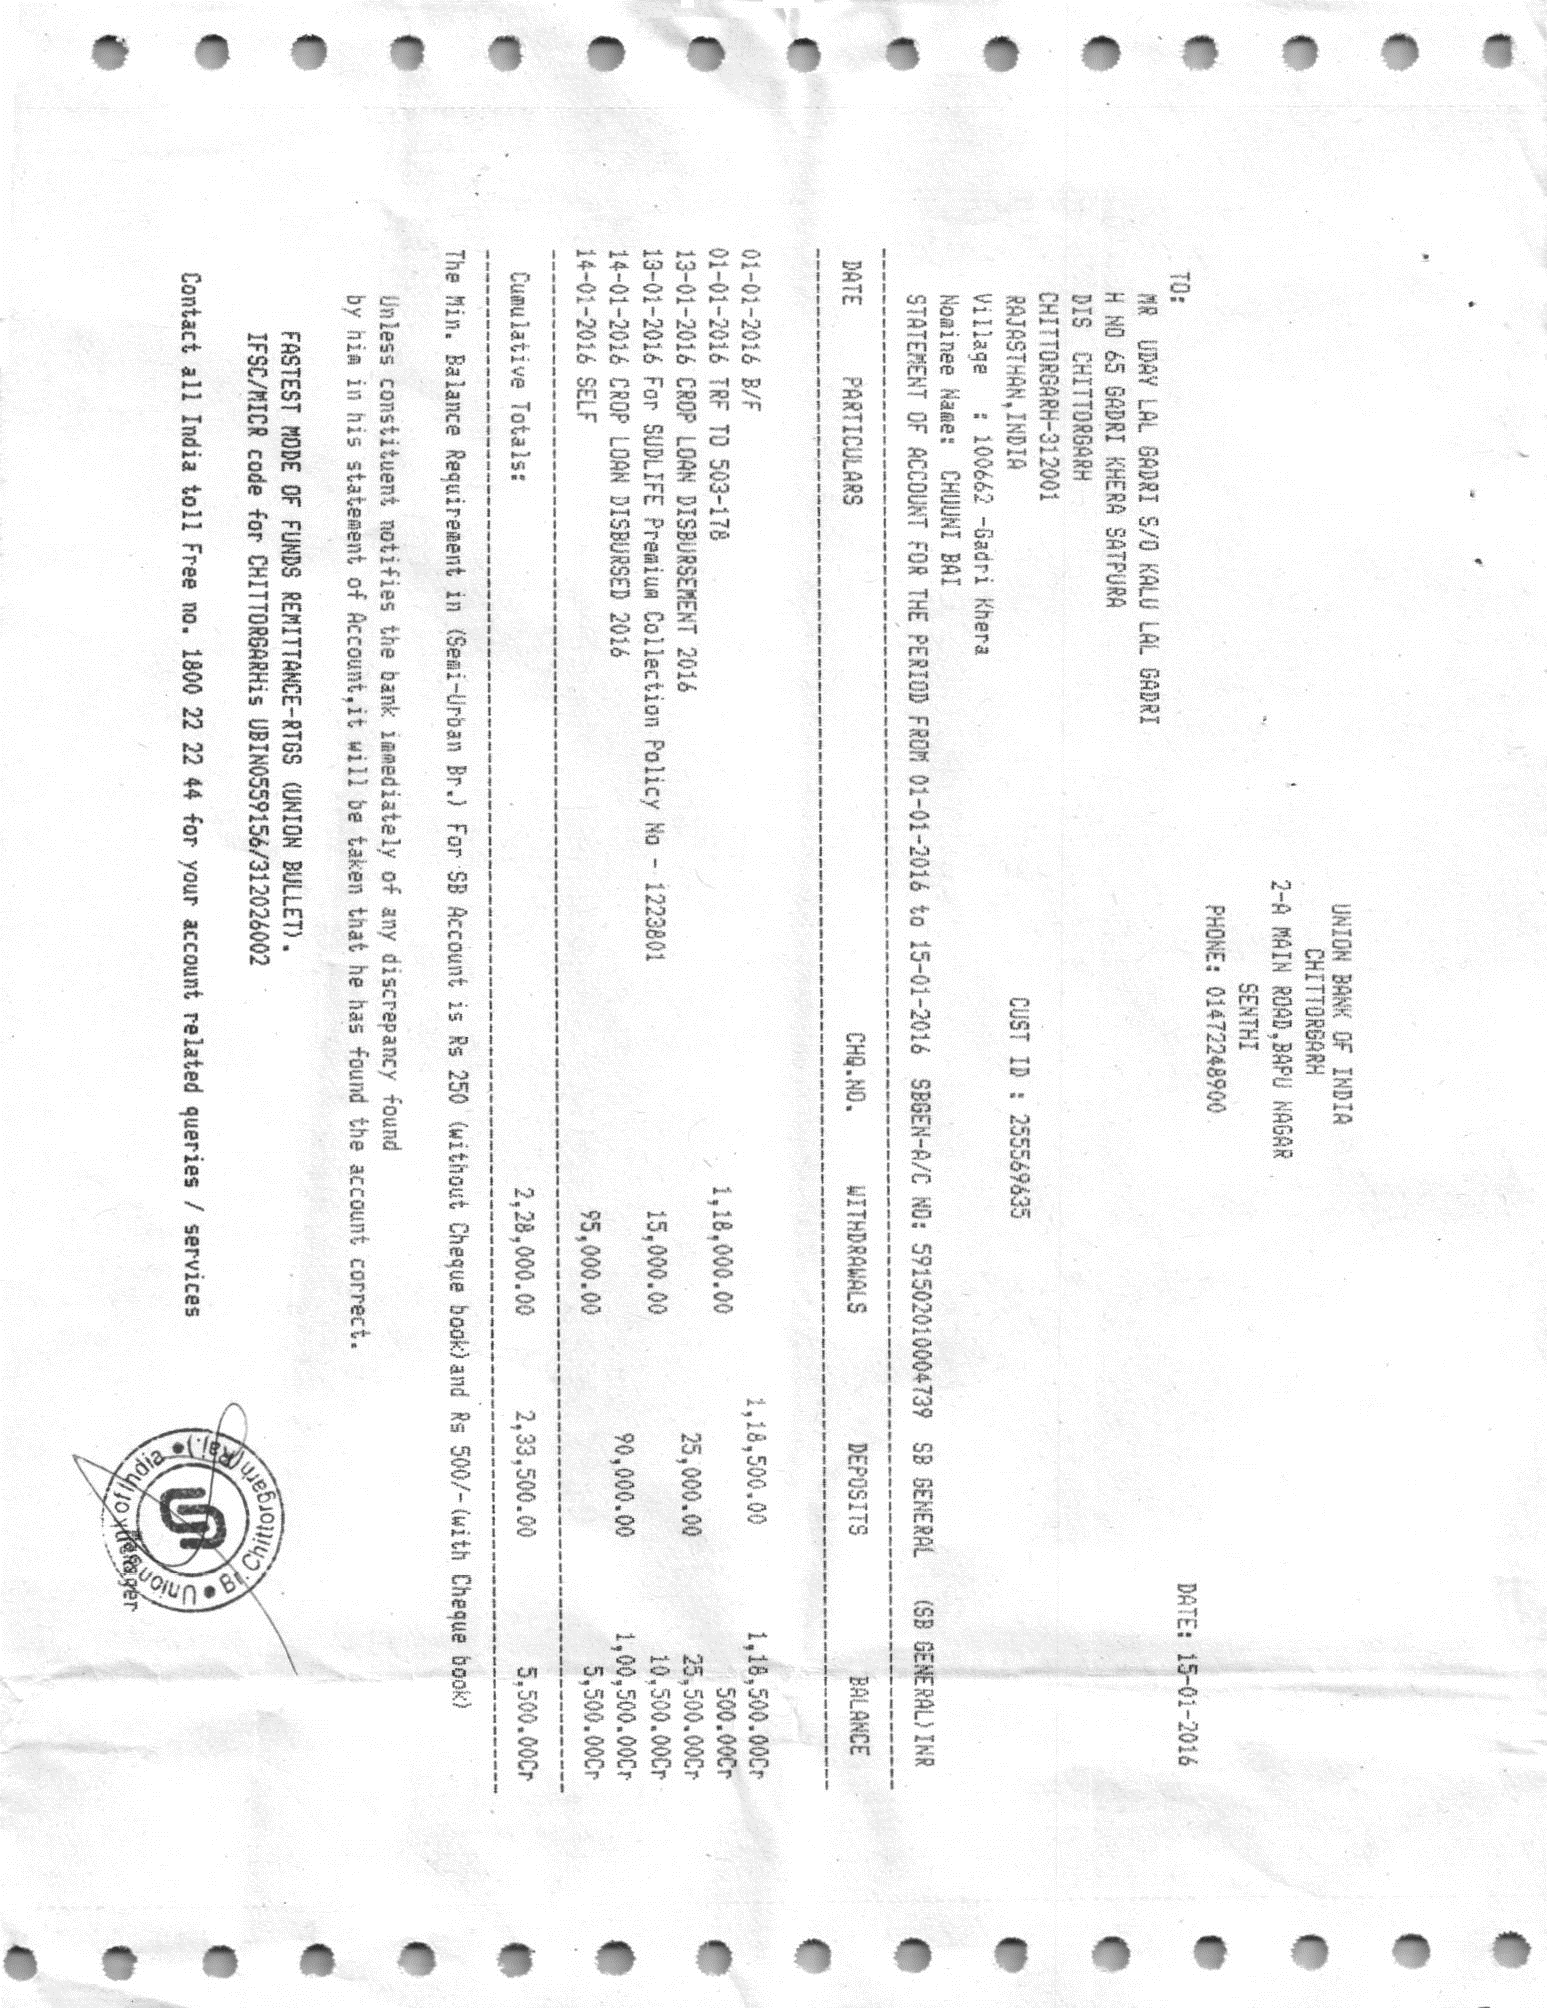 UNION BANK OF INDIA
CHITTORGARH
2-A MAIN ROAD,BAPU NAGAR
SENTHI
PHONE: 01472248900
DATE: 15-01-2016
TO:
MR UDAY LAL GADRI S/O KALU LAL GADRI
H NO 65 GADRI KHERA SATPURA
DIS CHITTORGARH
CHITTORGARH-312001
RAJASTHAN,INDIA CUST ID : 255569635
Village : 100662 -Gadri Khera
Nominee Name: CHUUNI BAI
STATEMENT OF ACCOUNT FOR THE PERIOD FROM 01-01-2016 to 15-01-2016 SBGEN-A/C NO: 591502010004739 SB GENERAL (SB GENERAL)INR
DATE PARTICULARS CHQ.NO. WITHDRAWALS DEPOSITS BALANCE
01-01-2016 B/F 1,18,500.00 1,18,500.00Cr
01-01-2016 TRF TO 503-178 1,18,000.00 500.00Cr
13-01-2016 CROP LOAN DISBURSEMENT 2016 25,000.00 25,500.00Cr
13-01-2016 For SUDLIFE Premium Collection Policy No - 1223801 15,000.00 10,500.00Cr
14-01-2016 CROP LOAN DISBURSED 2016 90,000.00 1,00,500.00Cr
14-01-2016 SELF 95,000.00 5,500.00Cr
Cumulative Totals: 2,28,000.00 2,33,500.00 5,500.00Cr
The Min. Balance Requirement in (Semi-Urban Br.) For SB Account is Rs 250 (without Cheque book)and Rs 500/-(with Cheque book)
Unless constituent notifies the bank immediately of any discrepancy found
by him in his statement of Account,it will be taken that he has found the account correct.
FASTEST MODE OF FUNDS REMITTANCE-RTGS (UNION BULLET).
IFSC/MICR code for CHITTORGARHis UBIN0559156/312026002
Contact all India toll Free no. 1800 22 22 44 for your account related queries / services
Manager
Union Bank of India
Br. Chittorgarh (Raj.)